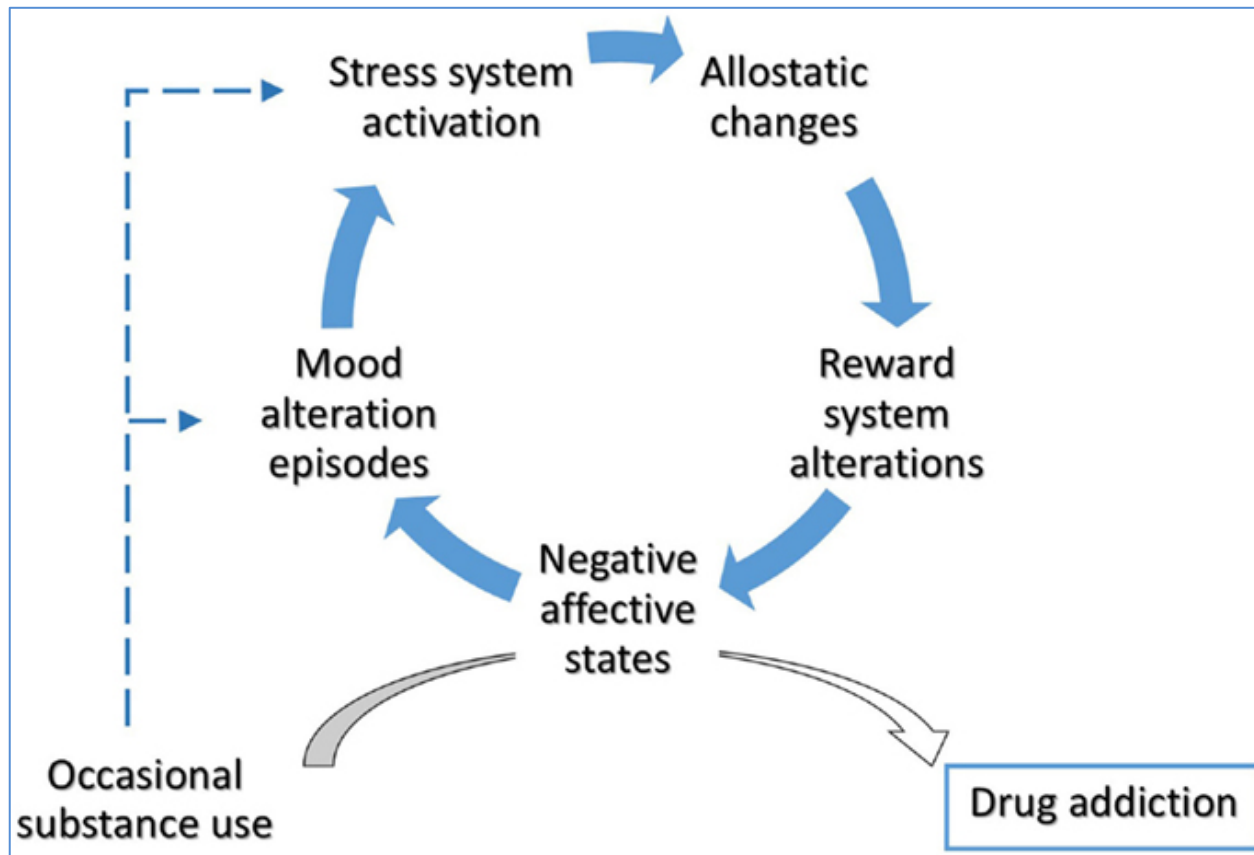 Stress system
activation
Allostatic
changes
Reward
system
alterations
Negative
affective
states
Mood
alteration
episodes
Occasional
substance use
Drug addiction